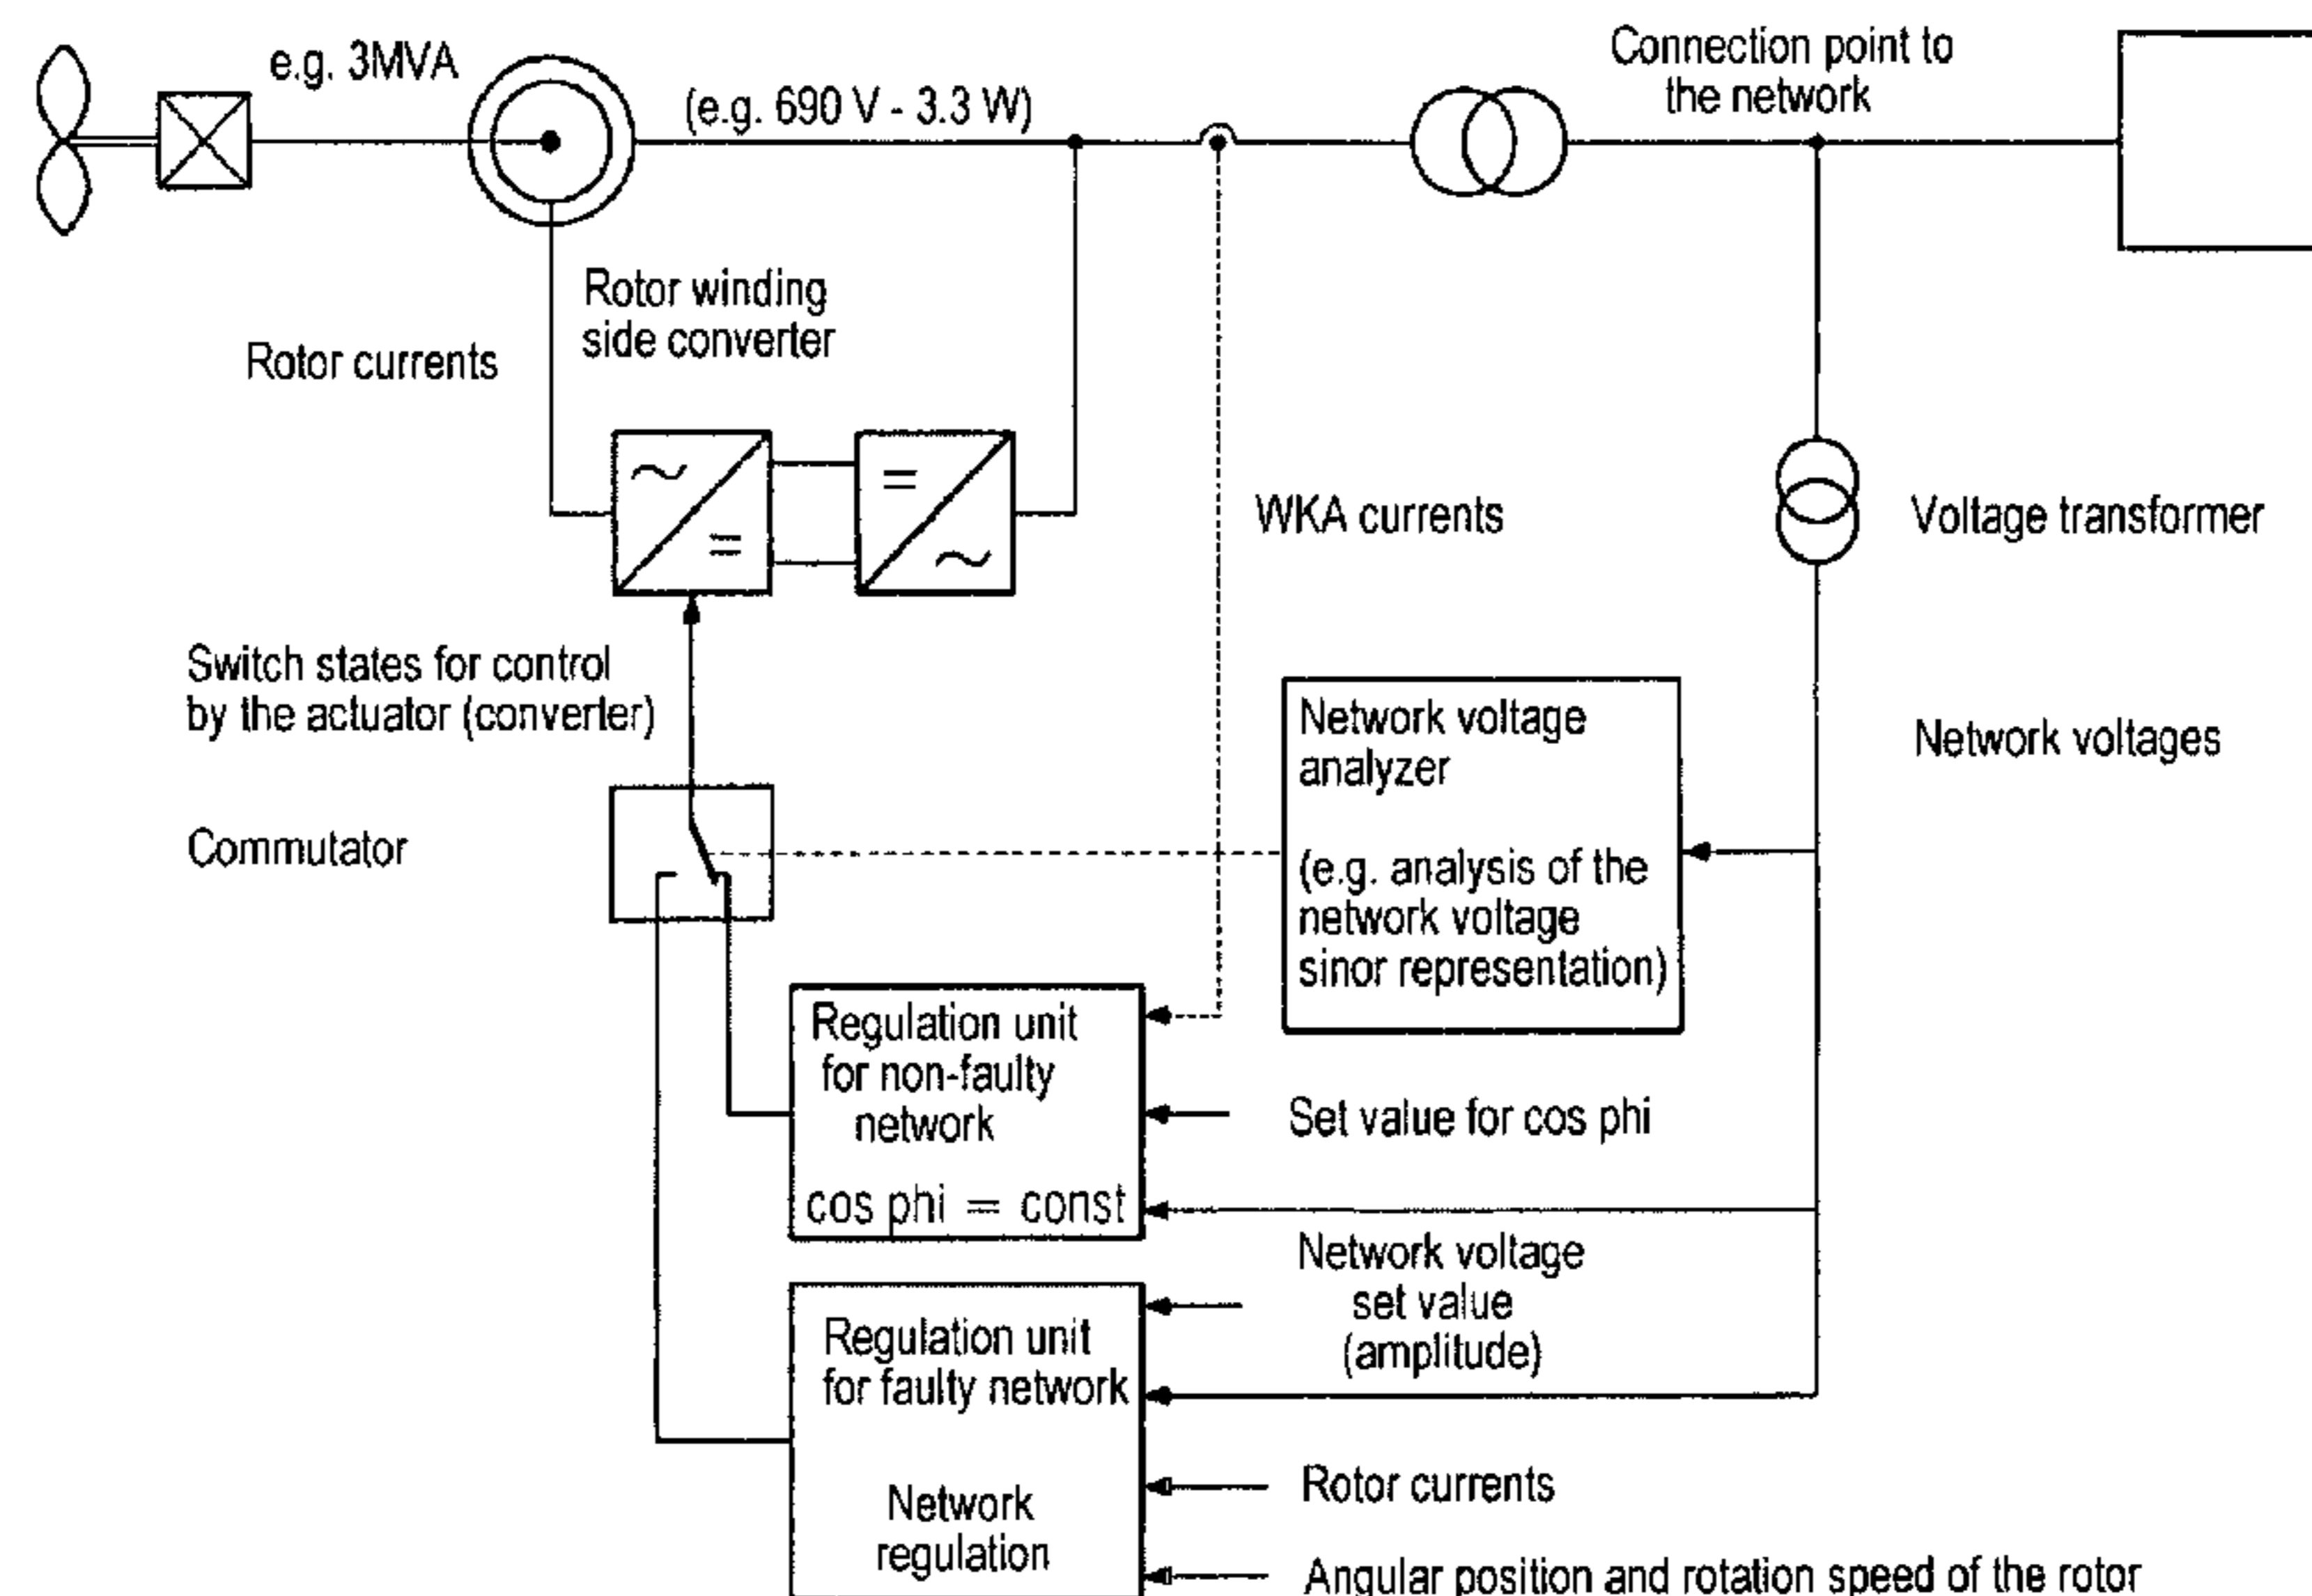 e.g. 3MVA
(e.g. 690 V - 3.3 W)
Connection point to
the network
Rotor winding
side converter
Rotor currents
~
=
=
~
WKA currents
Voltage transformer
Switch states for control
by the actuator (converter)
Network voltage
analyzer
(e.g. analysis of the
network voltage
sinor representation)
Network voltages
Commutator
Regulation unit
for non-faulty
network
cos phi = const
Set value for cos phi
Network voltage
set value
(amplitude)
Regulation unit
for faulty network
Network
regulation
Rotor currents
Angular position and rotation speed of the rotor